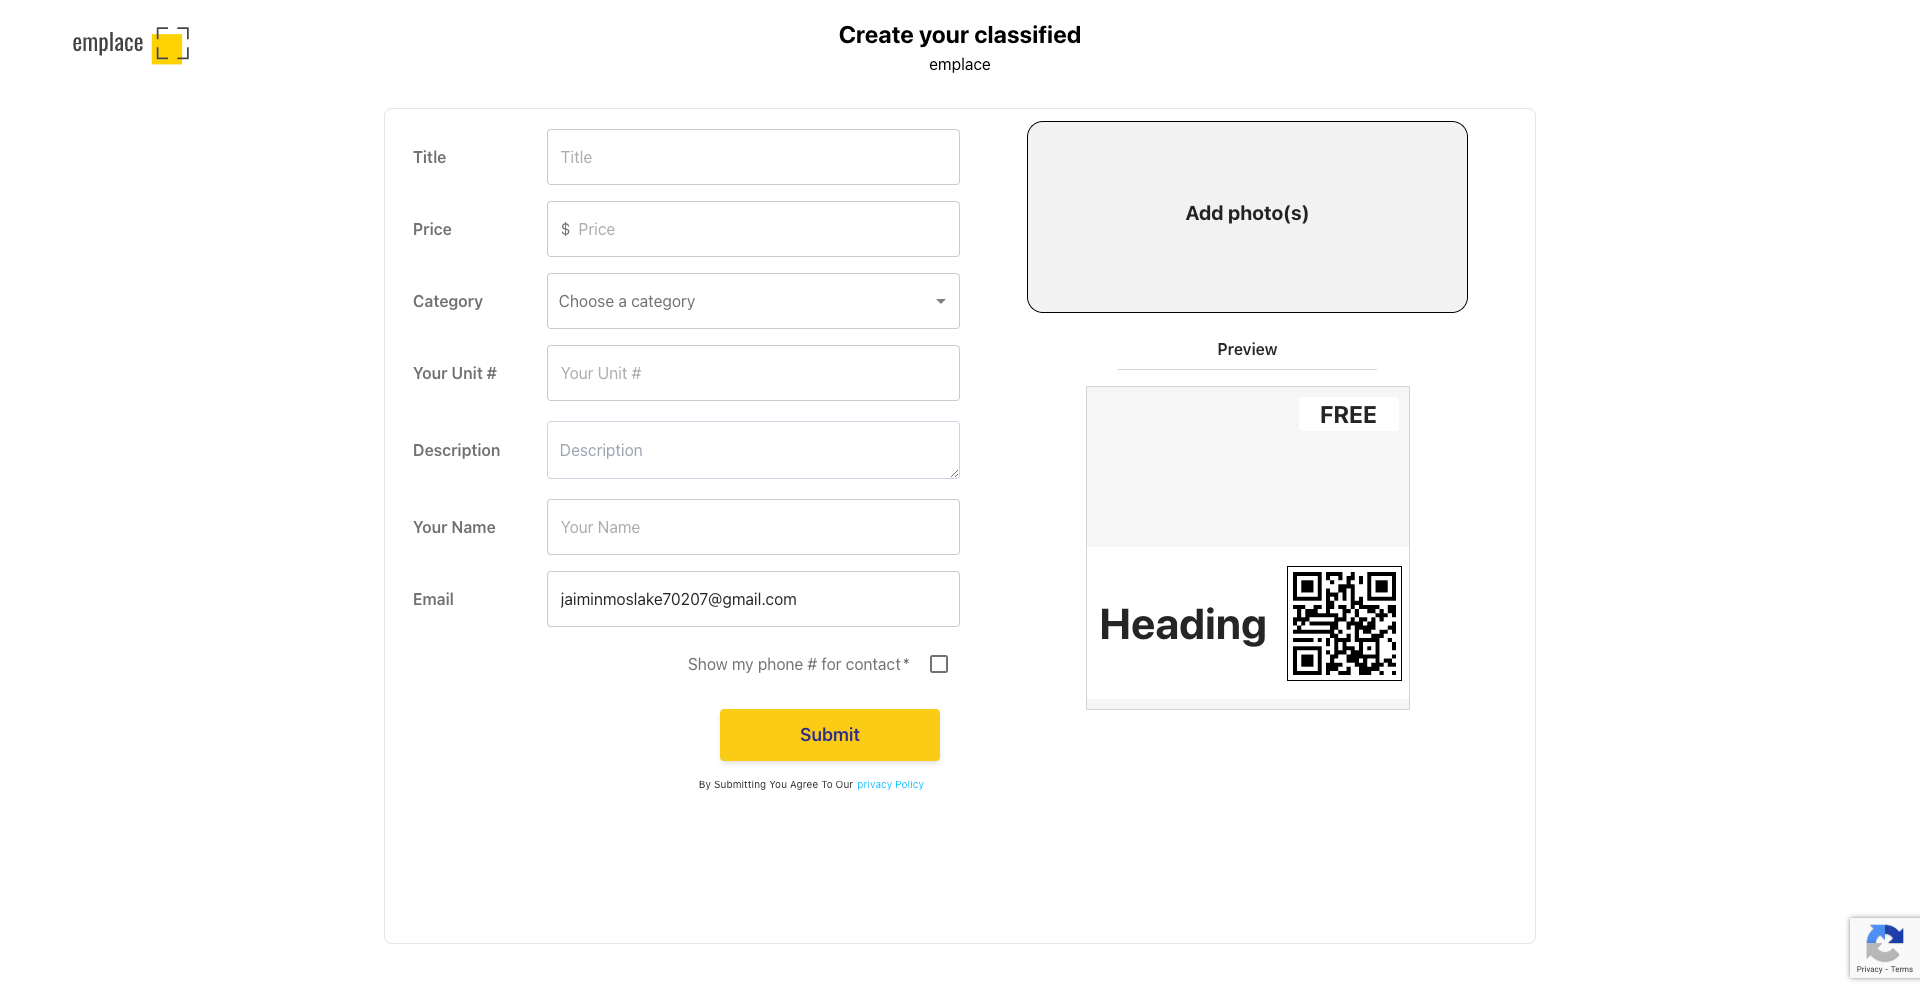 emplace
Create your classified
emplace
Title
Title
Price
$ Price
Category
Choose a category
Your Unit #
Your Unit #
Description
Description
Your Name
Your Name
Email
jaiminmoslake70207@gmail.com
Show my phone # for contact*
Submit
By Submitting You Agree To Our privacy Policy
Add photo(s)
Preview
FREE
Heading
Privacy - Terms